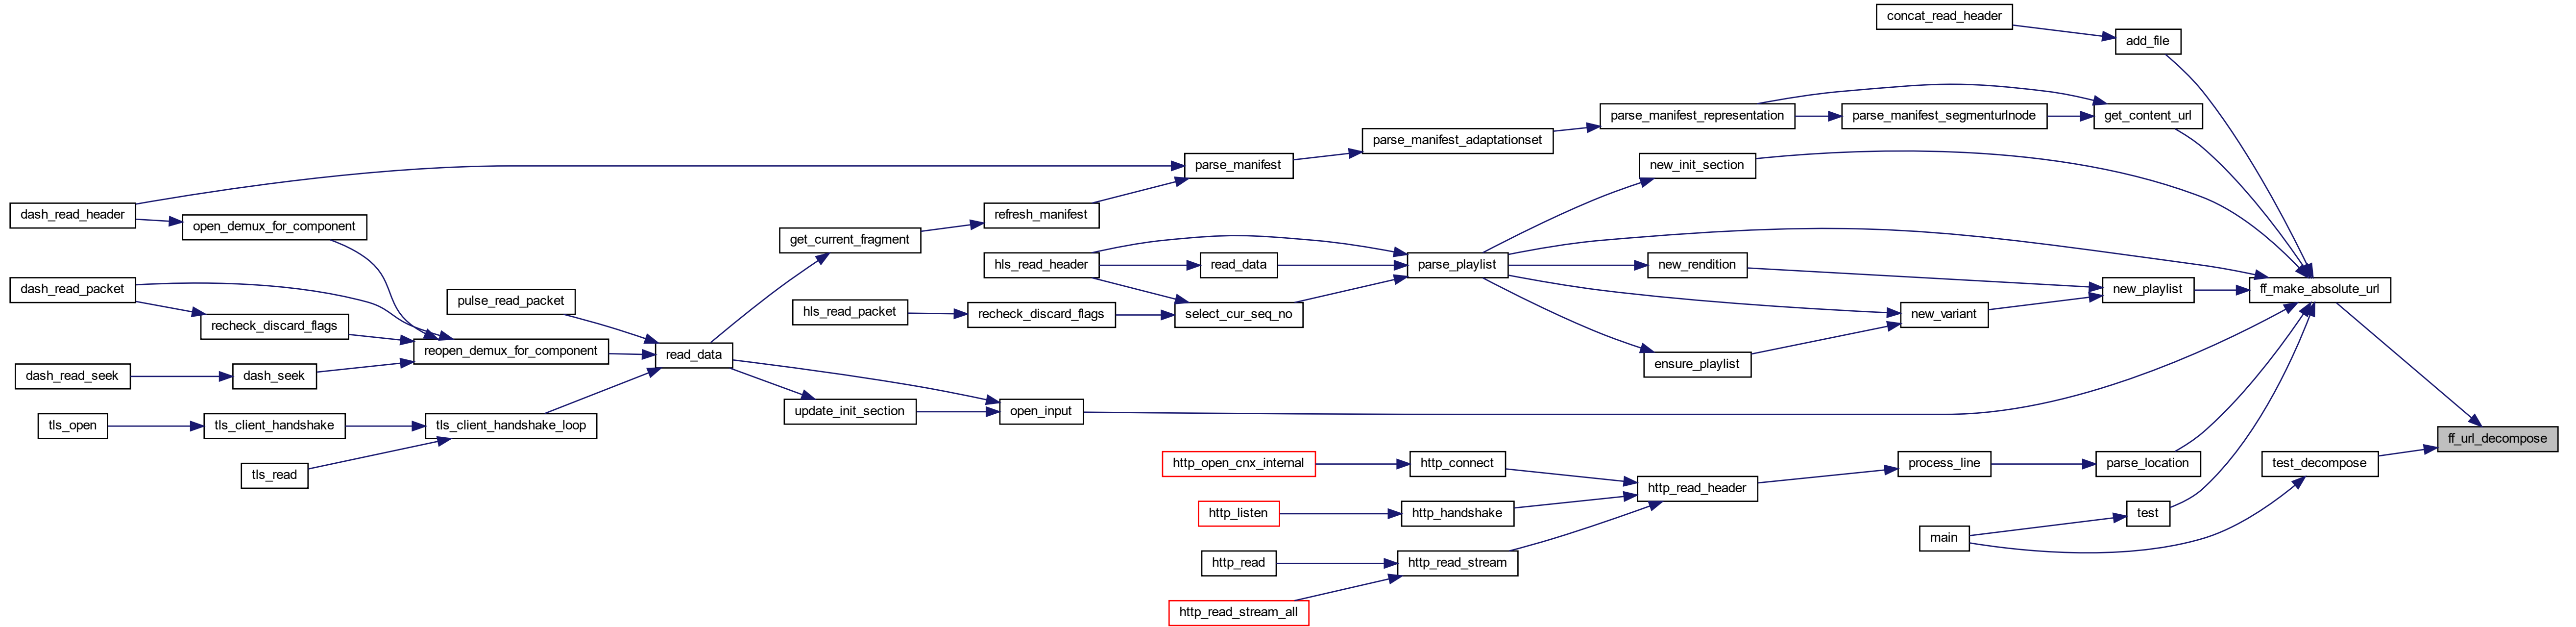 concat_read_header
add_file
parse_manifest_representation
parse_manifest_segmenturlnode
get_content_url
parse_manifest_adaptationset
parse_manifest
new_init_section
dash_read_header
open_demux_for_component
refresh_manifest
get_current_fragment
hls_read_header
read_data
parse_playlist
new_rendition
dash_read_packet
pulse_read_packet
new_playlist
ff_make_absolute_url
recheck_discard_flags
hls_read_packet
recheck_discard_flags
select_cur_seq_no
new_variant
reopen_demux_for_component
read_data
ensure_playlist
dash_read_seek
dash_seek
update_init_section
open_input
tls_open
tls_client_handshake
tls_client_handshake_loop
ff_url_decompose
tls_read
http_open_cnx_internal
http_connect
process_line
parse_location
test_decompose
http_read_header
http_listen
http_handshake
test
main
http_read
http_read_stream
http_read_stream_all